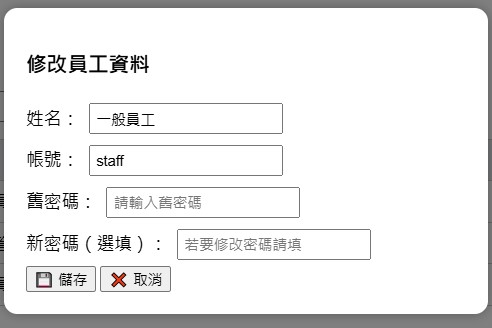 修改員工資料
姓名： 一般員工
帳號： staff
舊密碼： 請輸入舊密碼
新密碼（選填）： 若要修改密碼請填
儲存 取消